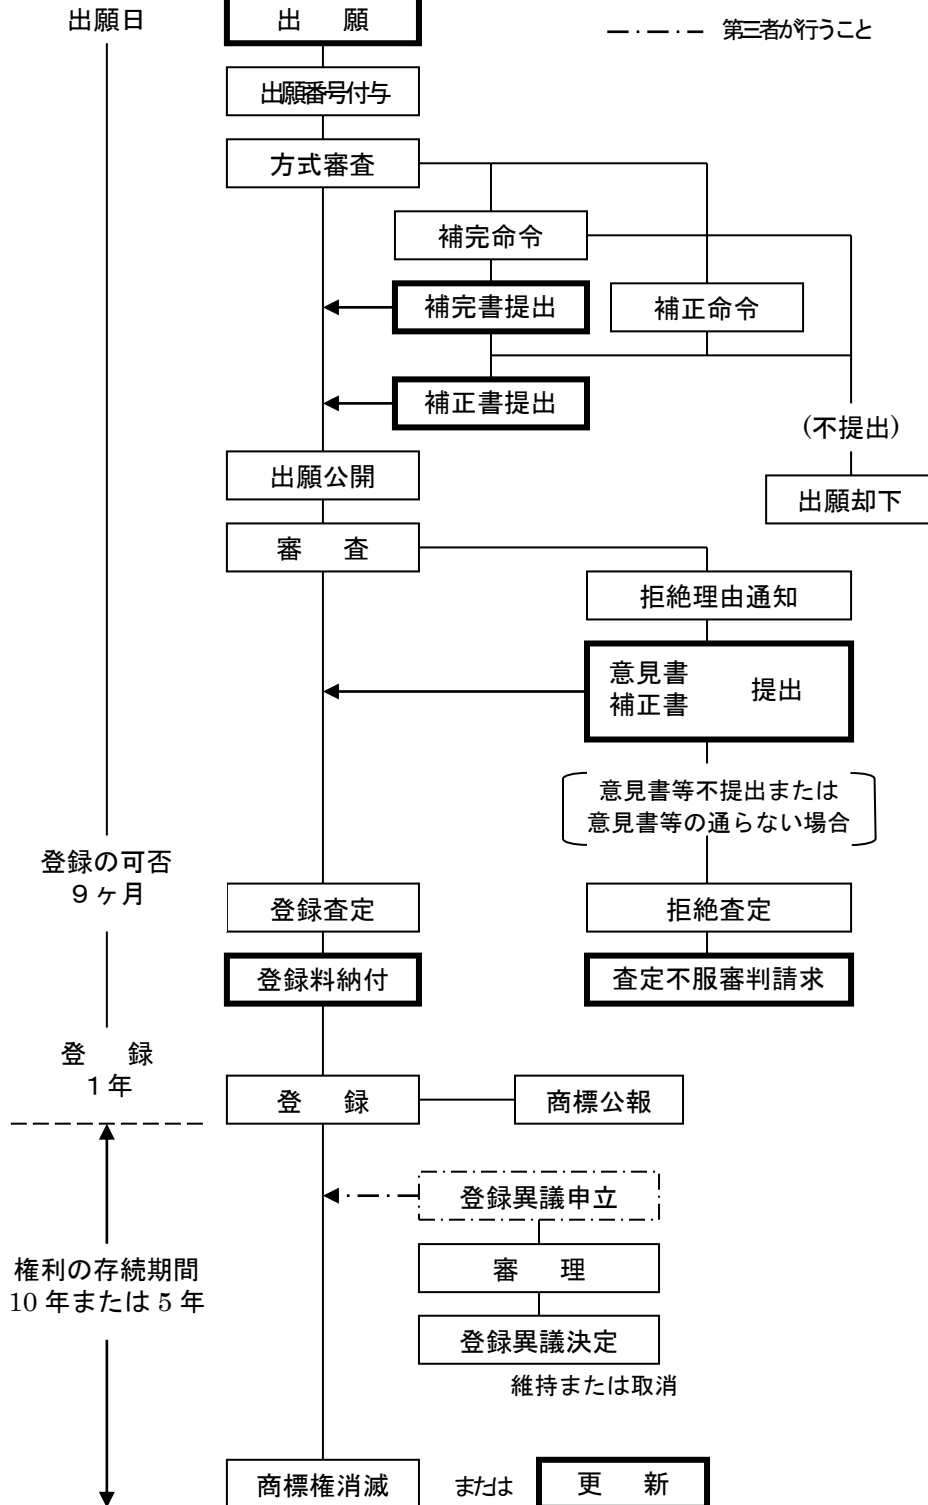 出願日
出　願
第三者が行うこと
出願番号付与
方式審査
補完命令
補完書提出
補正命令
補正書提出
(不提出)
出願公開
出願却下
審　査
拒絶理由通知
意見書
補正書
提出
意見書等不提出または
意見書等の通らない場合
登録の可否
９ヶ月
登録査定
拒絶査定
登録料納付
査定不服審判請求
登　録
１年
登　録
商標公報
登録異議申立
審　理
権利の存続期間
10 年または 5 年
登録異議決定
維持または取消
商標権消滅
または
更　新